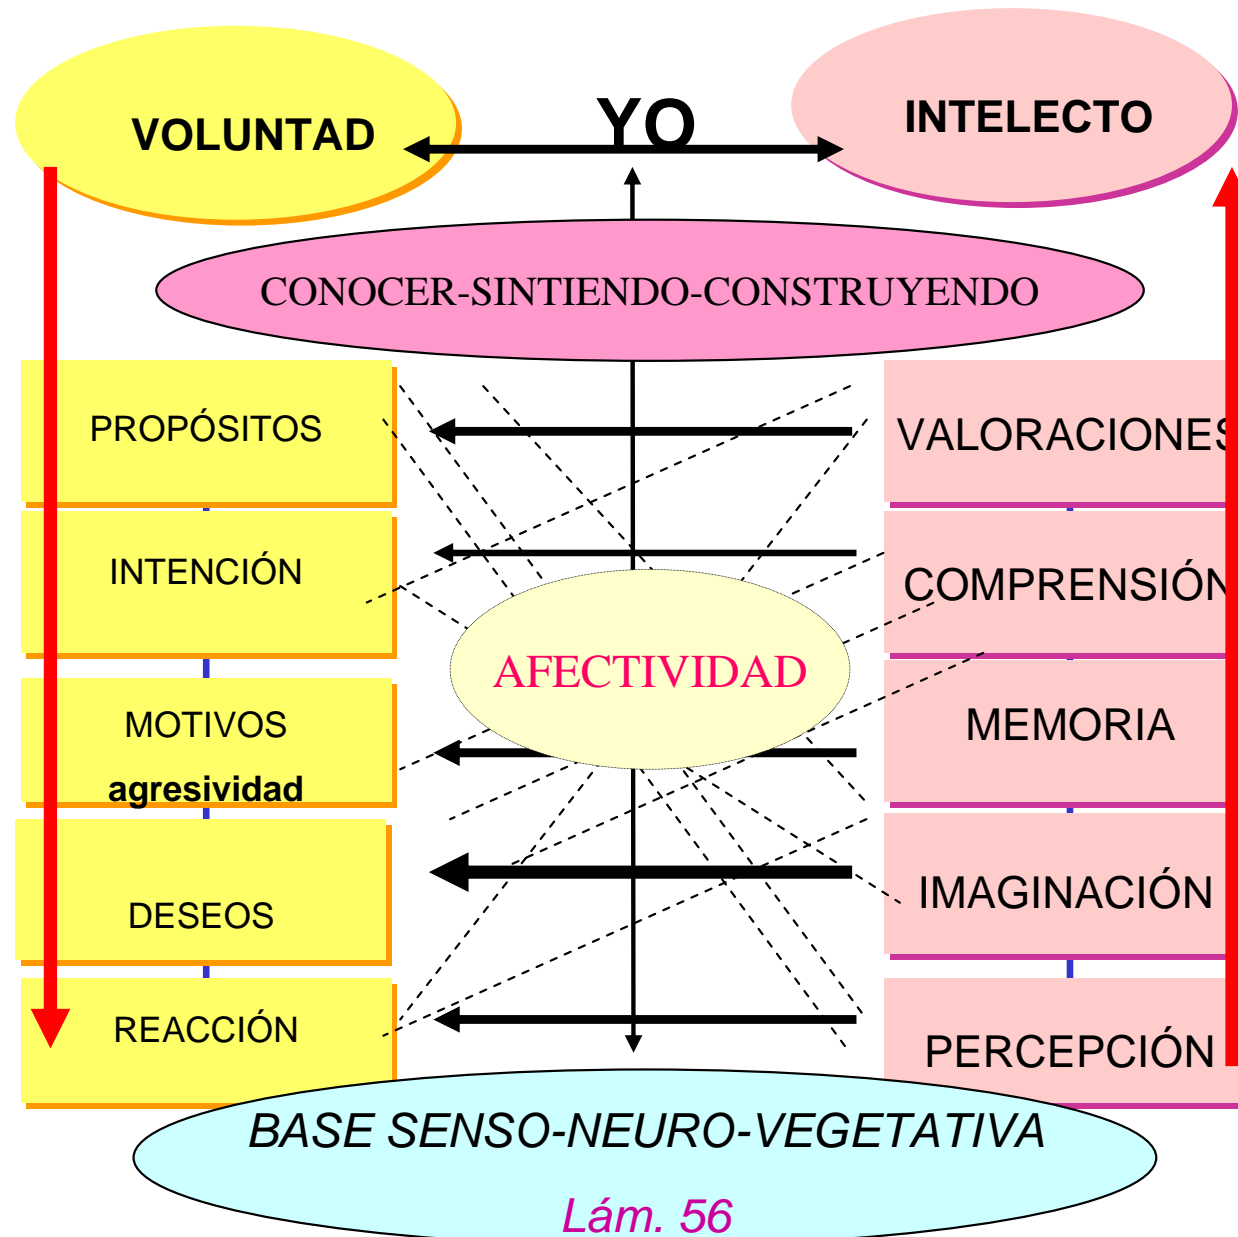 VOLUNTAD
YO
INTELECTO
CONOCER-SINTIENDO-CONSTRUYENDO
PROPÓSITOS
VALORACIONES
INTENCIÓN
COMPRENSIÓN
AFECTIVIDAD
MOTIVOS
agresividad
MEMORIA
DESEOS
IMAGINACIÓN
REACCIÓN
PERCEPCIÓN
BASE SENSO-NEURO-VEGETATIVA
Lám. 56